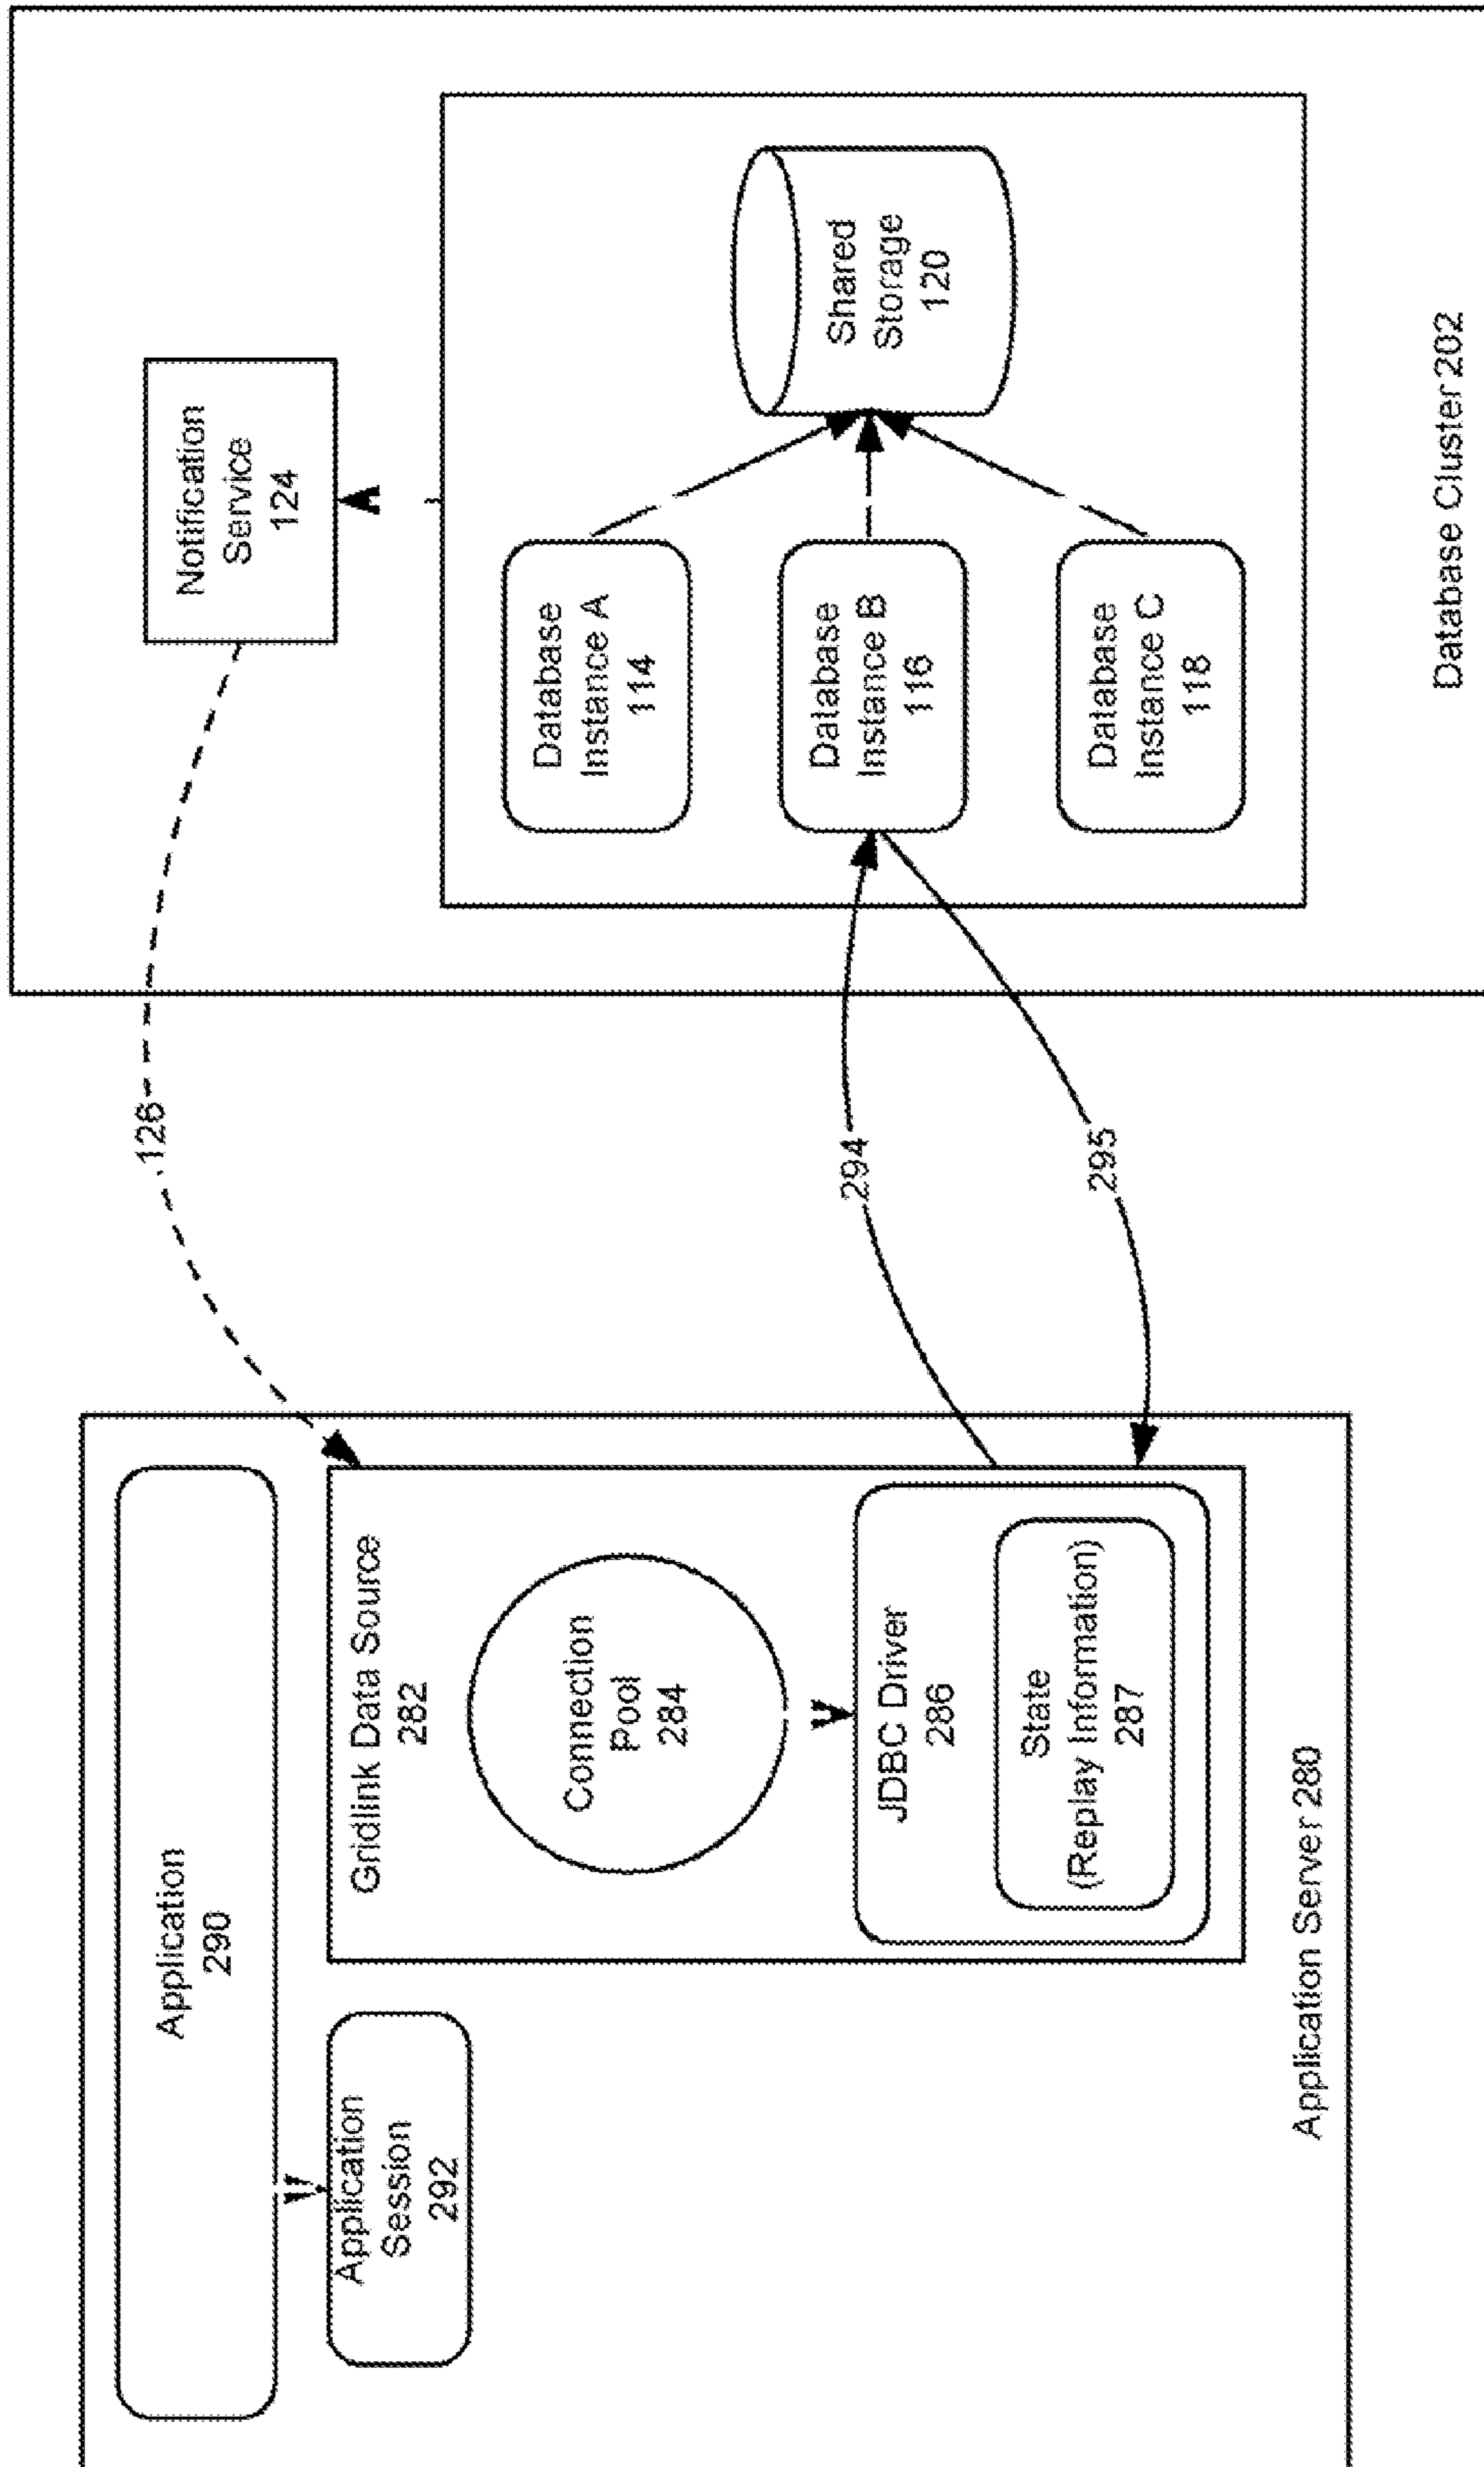 Application
290
Application
Session
292
Gridlink Data Source
282
Connection
Pool
284
JDBC Driver
286
State
(Replay Information)
287
Application Server 280
126
294
295
Notification
Service
124
Database
Instance A
114
Database
Instance B
116
Database
Instance C
118
Shared
Storage
120
Database Cluster 202